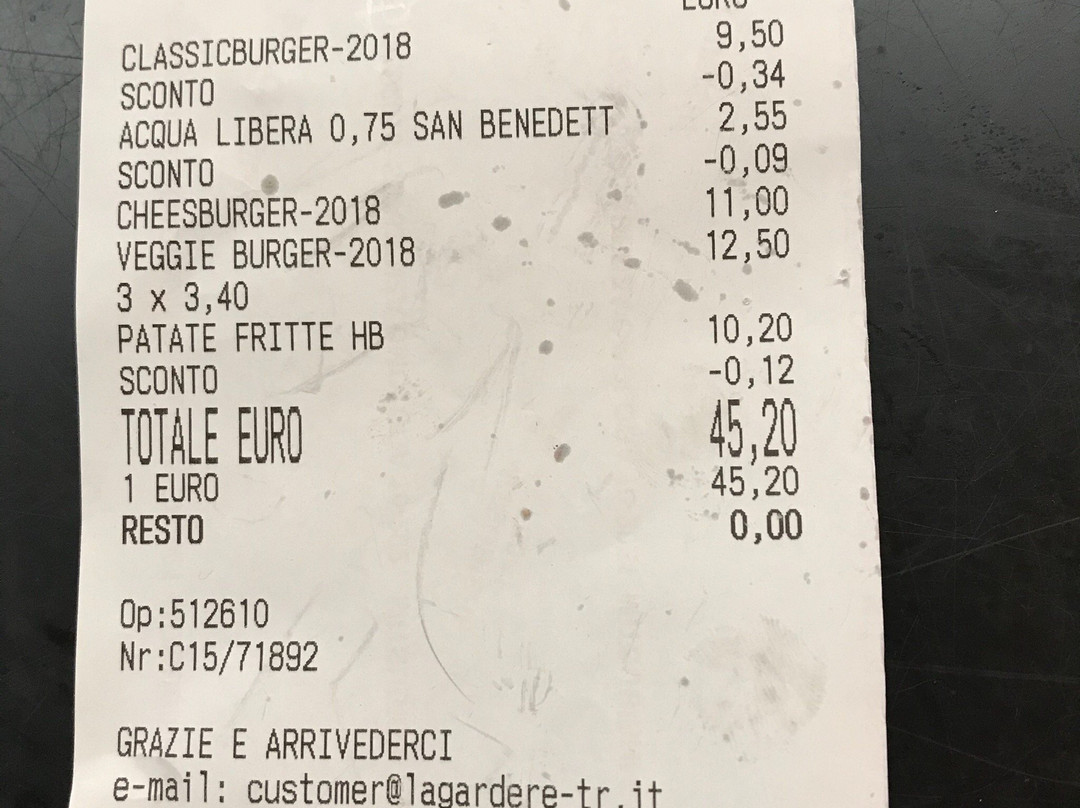 EURO
CLASSICBURGER-2018 9,50
SCONTO -0,34
ACQUA LIBERA 0,75 SAN BENEDETT 2,55
SCONTO -0,09
CHEESBURGER-2018 11,00
VEGGIE BURGER-2018 12,50
3 x 3,40
PATATE FRITTE HB 10,20
SCONTO -0,12
TOTALE EURO 45,20
1 EURO 45,20
RESTO 0,00
Op:512610
Nr:C15/71892
GRAZIE E ARRIVEDERCI
e-mail: customer@lagardere-tr.it